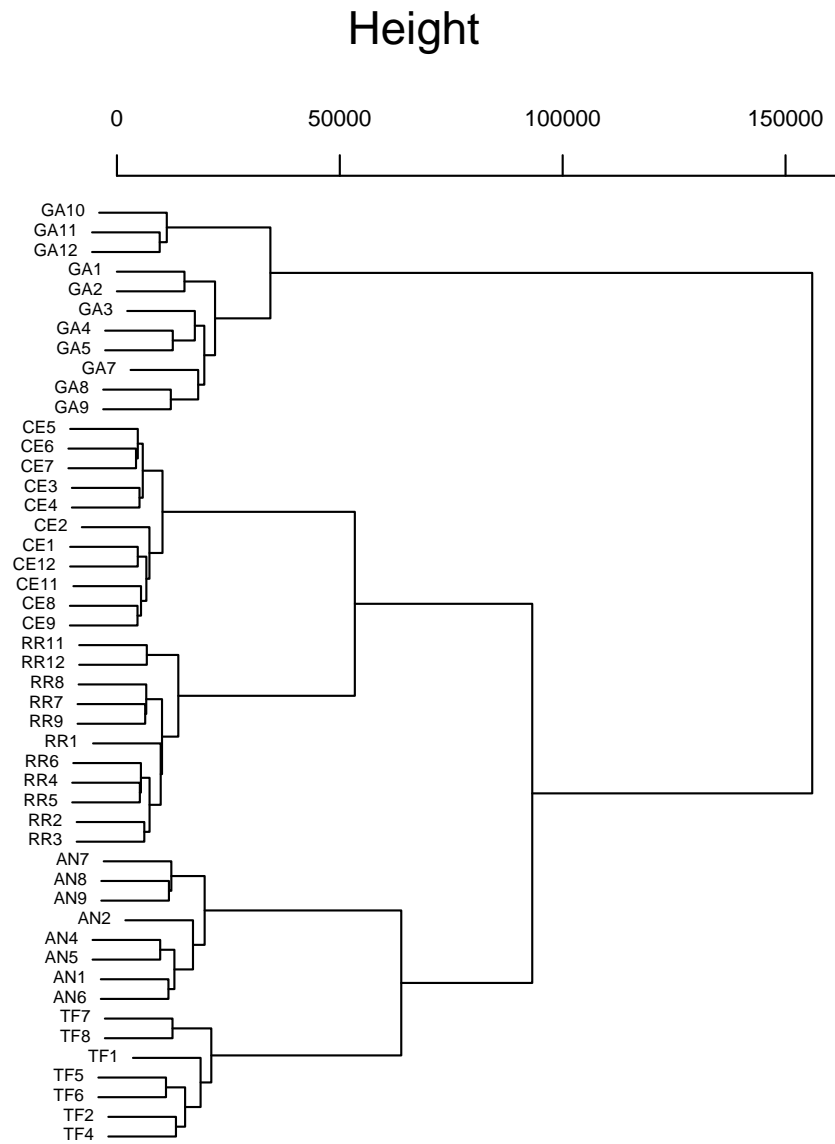 Height
0 50000 100000 150000
GA10
GA11
GA12
GA1
GA2
GA3
GA4
GA5
GA7
GA8
GA9
CE5
CE6
CE7
CE3
CE4
CE2
CE1
CE12
CE11
CE8
CE9
RR11
RR12
RR8
RR7
RR9
RR1
RR6
RR4
RR5
RR2
RR3
AN7
AN8
AN9
AN2
AN4
AN5
AN1
AN6
TF7
TF8
TF1
TF5
TF6
TF2
TF4